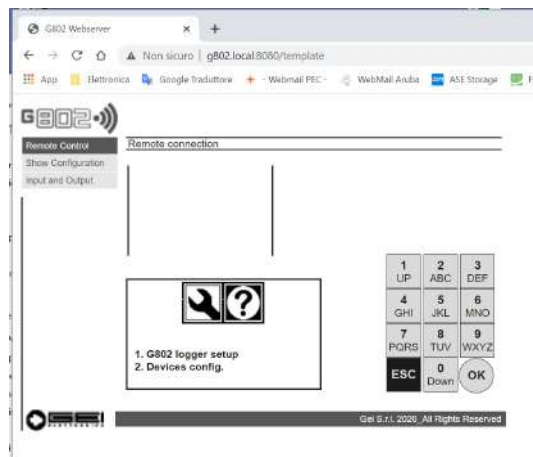 G802 Webserver
Non sicuro | g802.local:8080/template
App Elettronica Google Traduttore - Webmail PEC - WebMail Aruba ASE Storage
G802
Remote Control
Show Configuration
Input and Output
Remote connection
1 UP 2 ABC 3 DEF
4 GHI 5 JKL 6 MNO
7 PQRS 8 TUV 9 WXYZ
ESC 0 Down OK
1. G802 logger setup
2. Devices config.
GEI
Gei S.r.l. 2020_All Rights Reserved